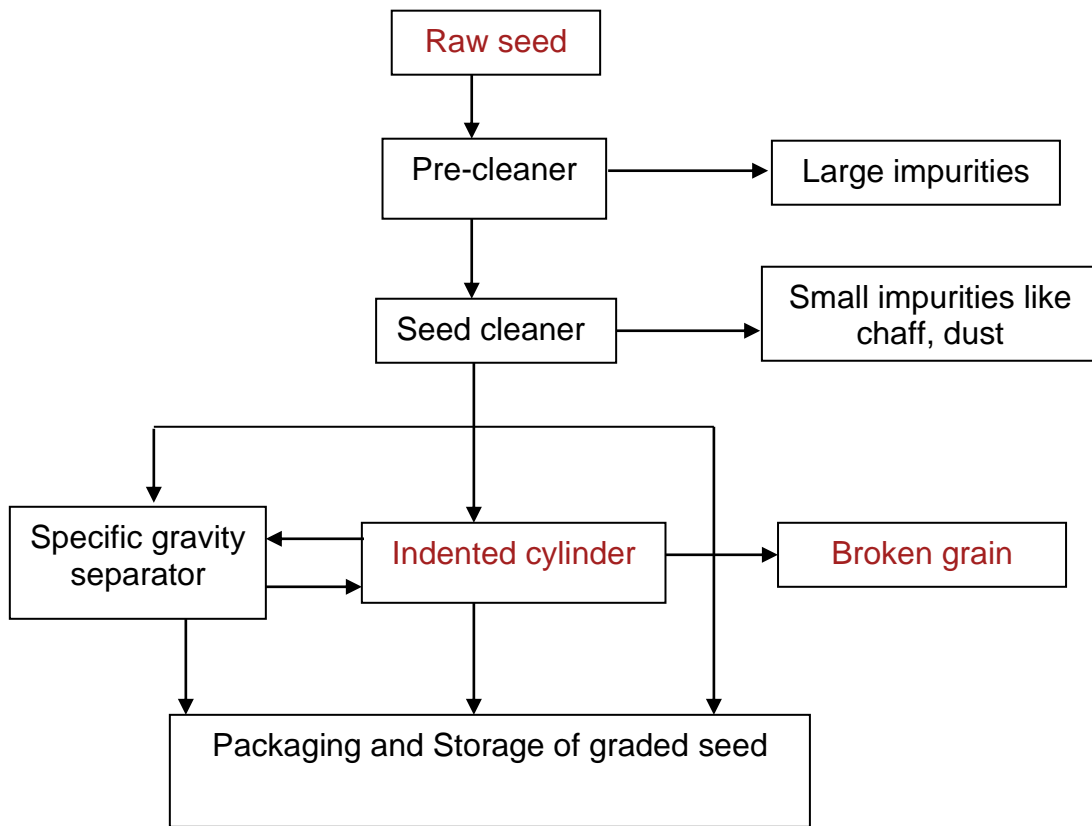 Raw seed
Pre-cleaner
Large impurities
Seed cleaner
Small impurities like
chaff, dust
Specific gravity
separator
Indented cylinder
Broken grain
Packaging and Storage of graded seed